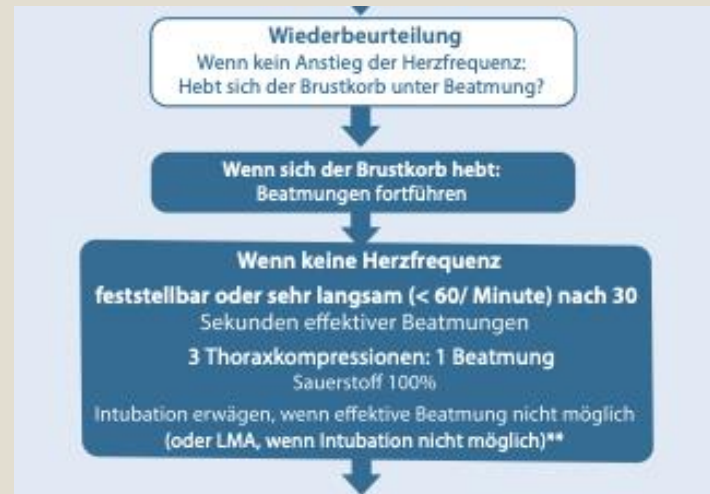 Wiederbeurteilung
Wenn kein Anstieg der Herzfrequenz:
Hebt sich der Brustkorb unter Beatmung?
Wenn sich der Brustkorb hebt:
Beatmungen fortführen
Wenn keine Herzfrequenz
feststellbar oder sehr langsam (< 60/ Minute) nach 30
Sekunden effektiver Beatmungen
3 Thoraxkompressionen: 1 Beatmung
Sauerstoff 100%
Intubation erwägen, wenn effektive Beatmung nicht möglich
(oder LMA, wenn Intubation nicht möglich)**